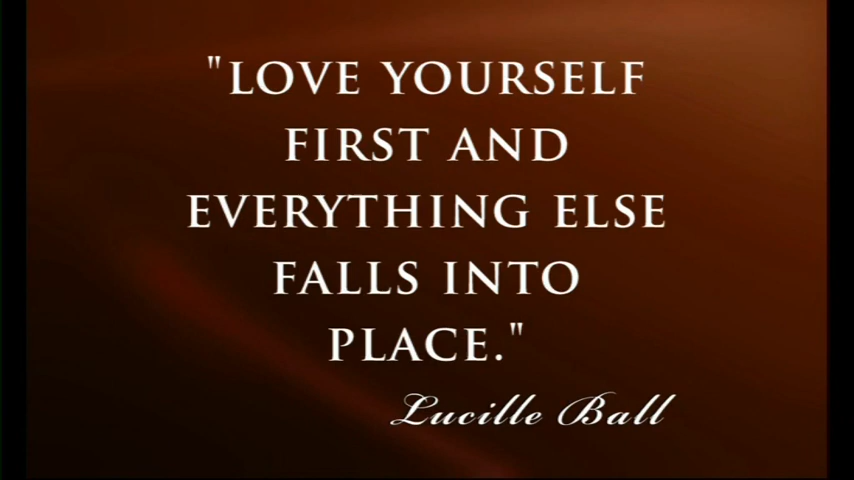 "LOVE YOURSELF
FIRST AND
EVERYTHING ELSE
FALLS INTO
PLACE."
Lucille Ball